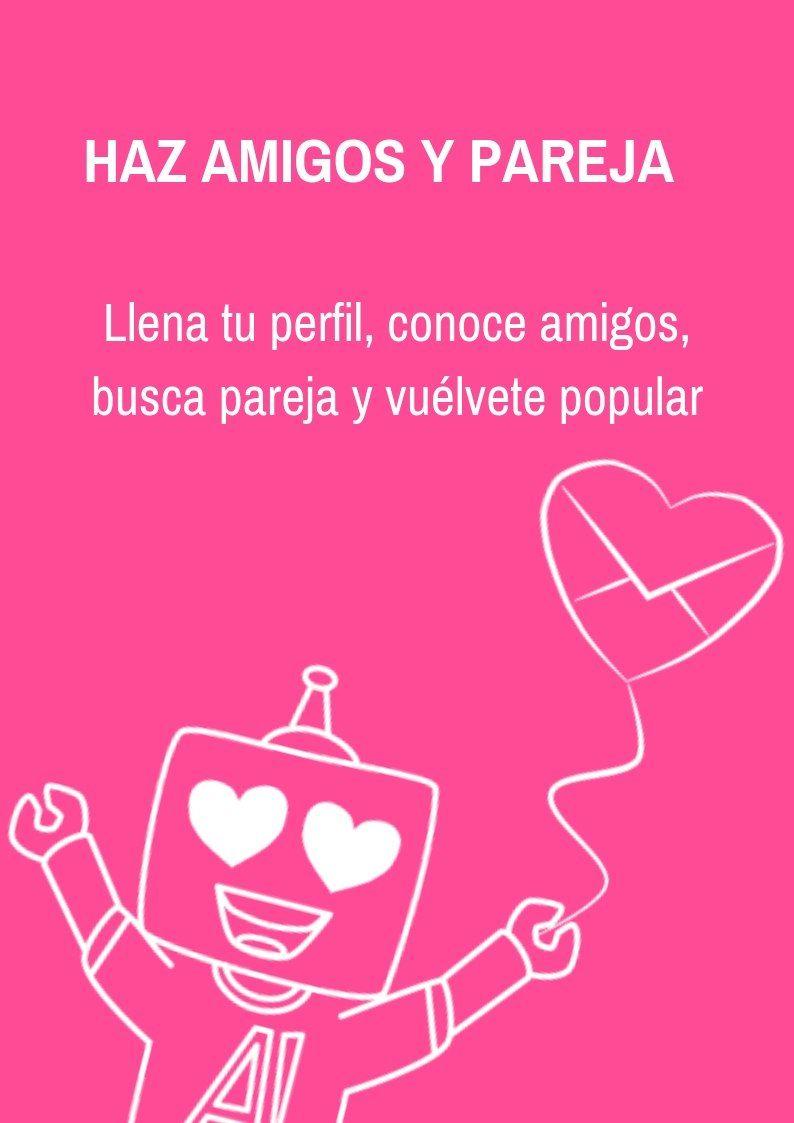 HAZ AMIGOS Y PAREJA
Llena tu perfil, conoce amigos,
busca pareja y vuélvete popular
AI